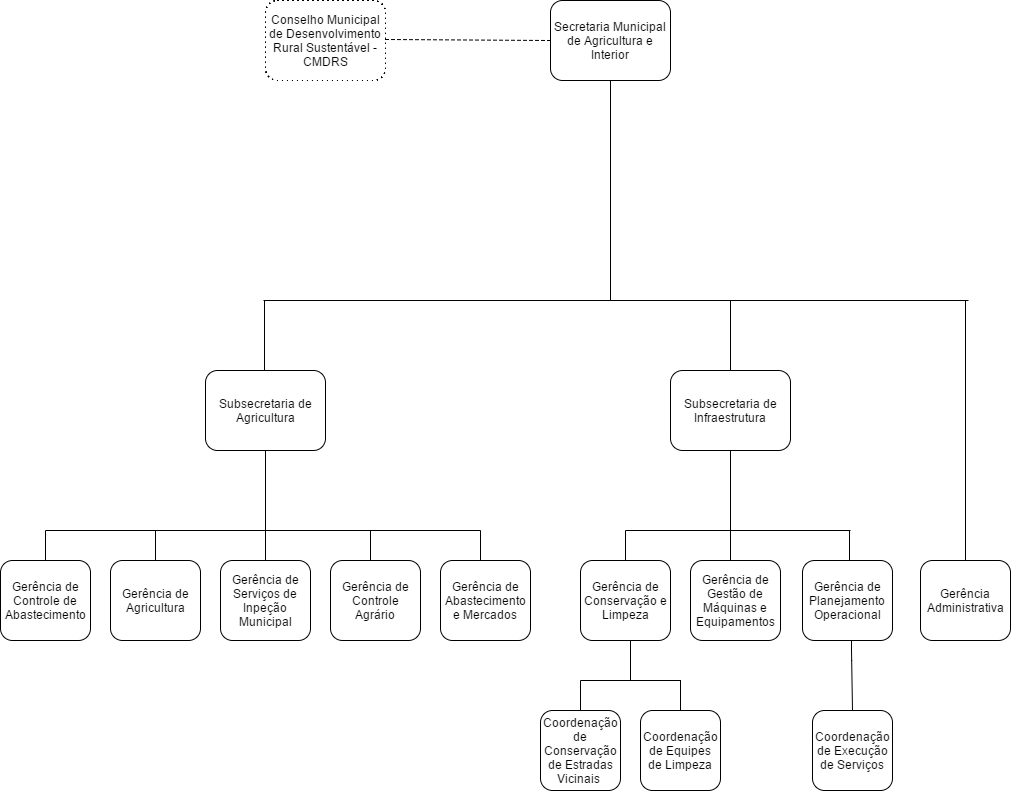 Conselho Municipal
de Desenvolvimento
Rural Sustentável -
CMDRS
Secretaria Municipal
de Agricultura e
Interior
Subsecretaria de
Agricultura
Subsecretaria de
Infraestrutura
Gerência de
Controle de
Abastecimento
Gerência de
Agricultura
Gerência de
Serviços de
Inpeção
Municipal
Gerência de
Controle
Agrário
Gerência de
Abastecimento
e Mercados
Gerência de
Conservação e
Limpeza
Gerência de
Gestão de
Máquinas e
Equipamentos
Gerência de
Planejamento
Operacional
Gerência
Administrativa
Coordenação
de
Conservação
de Estradas
Vicinais
Coordenação
de Equipes
de Limpeza
Coordenação
de Execução
de Serviços